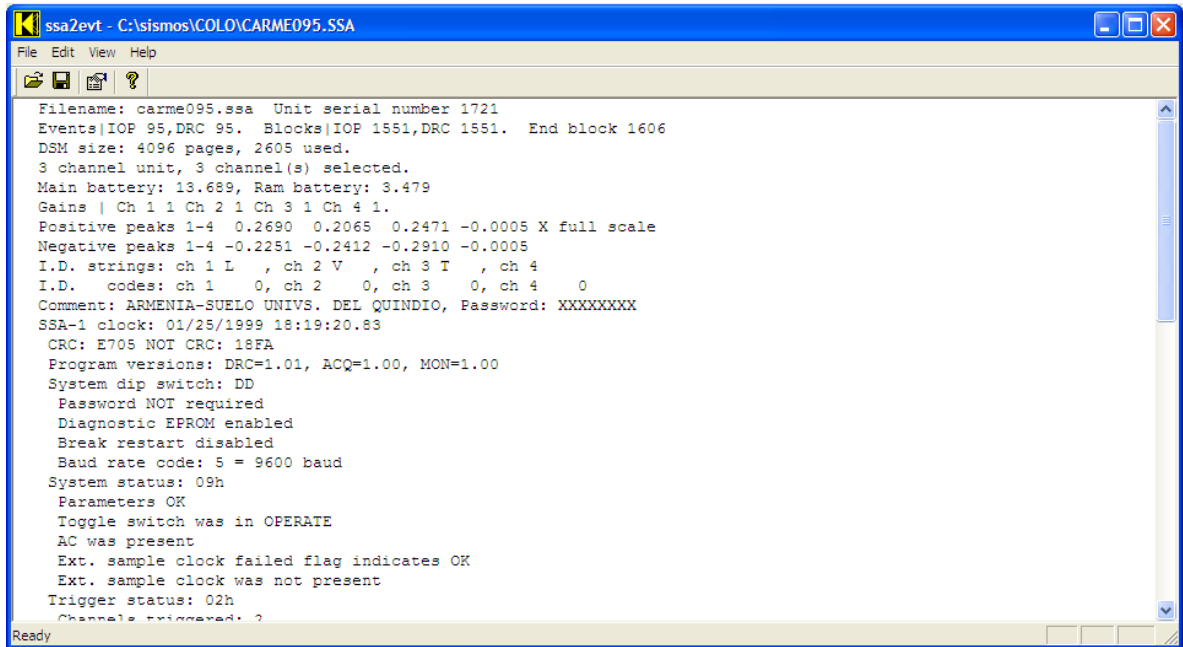 ssa2evt - C:\sismos\COLO\CARME095.SSA
File Edit View Help
Filename: carme095.ssa  Unit serial number 1721
Events|IOP 95,DRC 95.  Blocks|IOP 1551,DRC 1551.  End block 1606
DSM size: 4096 pages, 2605 used.
3 channel unit, 3 channel(s) selected.
Main battery: 13.689, Ram battery: 3.479
Gains | Ch 1 1 Ch 2 1 Ch 3 1 Ch 4 1.
Positive peaks 1-4  0.2690  0.2065  0.2471 -0.0005 X full scale
Negative peaks 1-4 -0.2251 -0.2412 -0.2910 -0.0005
I.D. strings: ch 1 L   , ch 2 V   , ch 3 T   , ch 4
I.D.   codes: ch 1    0, ch 2    0, ch 3    0, ch 4    0
Comment: ARMENIA-SUELO UNIVS. DEL QUINDIO, Password: XXXXXXXX
SSA-1 clock: 01/25/1999 18:19:20.83
CRC: E705 NOT CRC: 18FA
Program versions: DRC=1.01, ACQ=1.00, MON=1.00
System dip switch: DD
Password NOT required
Diagnostic EPROM enabled
Break restart disabled
Baud rate code: 5 = 9600 baud
System status: 09h
Parameters OK
Toggle switch was in OPERATE
AC was present
Ext. sample clock failed flag indicates OK
Ext. sample clock was not present
Trigger status: 02h
Channels triggered: 2
Ready